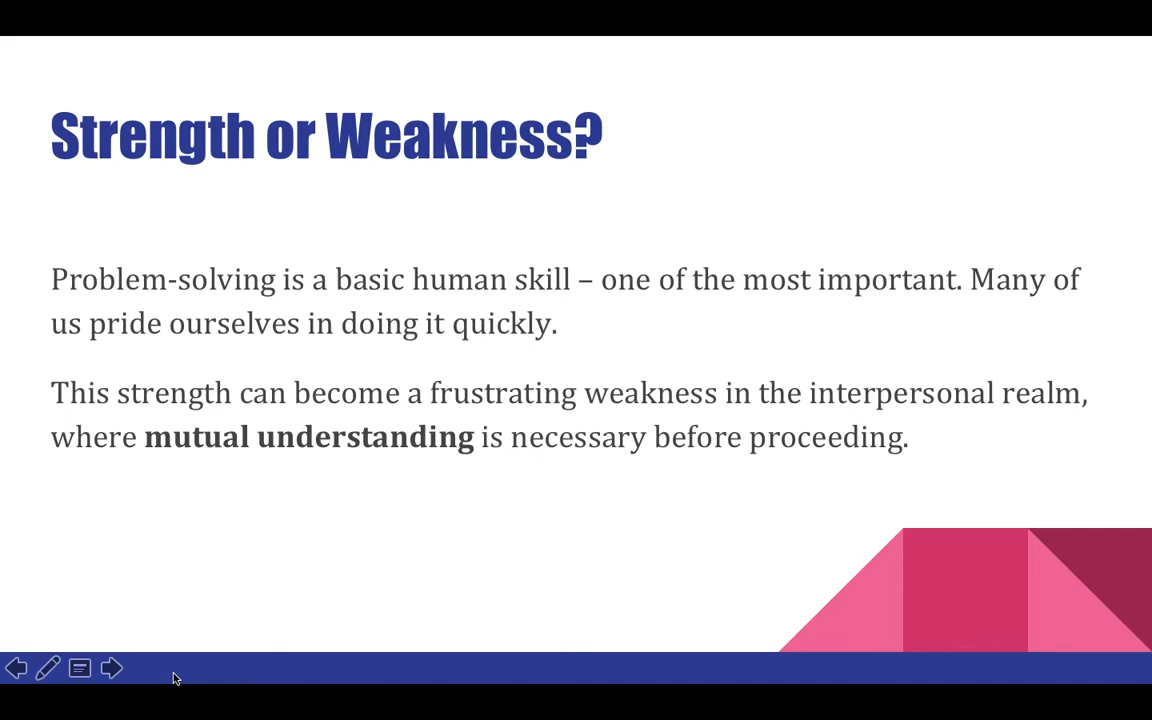 Strength or Weakness?
Problem-solving is a basic human skill – one of the most important. Many of
us pride ourselves in doing it quickly.
This strength can become a frustrating weakness in the interpersonal realm,
where mutual understanding is necessary before proceeding.